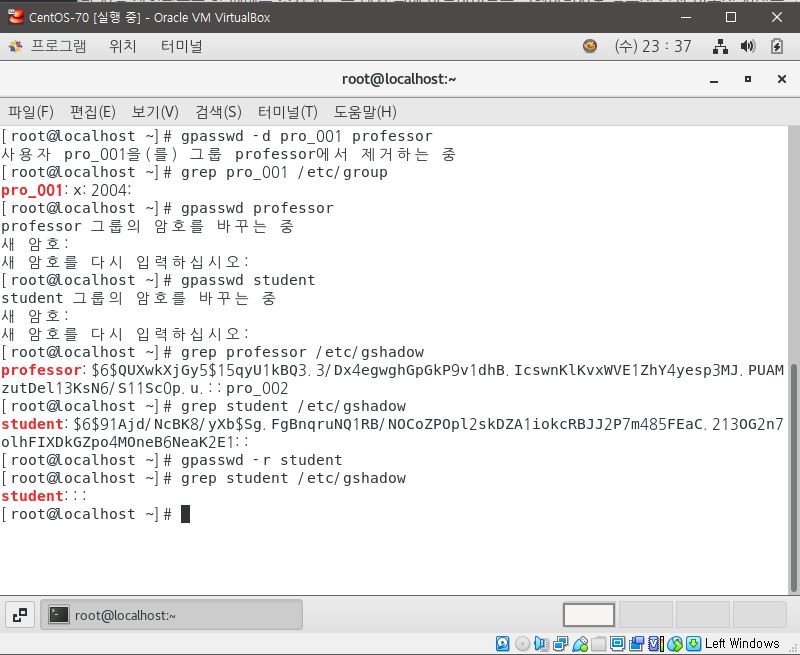 CentOS-70 [실행 중] - Oracle VM VirtualBox
프로그램 위치 터미널 (수) 23 : 37
root@localhost:~
파일(F) 편집(E) 보기(V) 검색(S) 터미널(T) 도움말(H)
[root@localhost ~]# gpasswd -d pro_001 professor
사용자 pro_001을(를) 그룹 professor에서 제거하는 중
[root@localhost ~]# grep pro_001 /etc/group
pro_001:x:2004:
[root@localhost ~]# gpasswd professor
professor 그룹의 암호를 바꾸는 중
새 암호:
새 암호를 다시 입력하십시오:
[root@localhost ~]# gpasswd student
student 그룹의 암호를 바꾸는 중
새 암호:
새 암호를 다시 입력하십시오:
[root@localhost ~]# grep professor /etc/gshadow
professor:$6$QUXwkXjGy5$15qyU1kBQ3.3/Dx4egwghGpGkP9v1dhB.IcswnKlKvxWVE1ZhY4yesp3MJ.PUAM
zutDel13KsN6/S11Sc0p.u.::pro_002
[root@localhost ~]# grep student /etc/gshadow
student:$6$91Ajd/NcBK8/yXb$Sg.FgBnqruNQ1RB/NOCoZPOpl2skDZA1iokcRBJJ2P7m485FEaC.213OG2n7
olhFIXDkGZpo4MOneB6NeaK2E1::
[root@localhost ~]# gpasswd -r student
[root@localhost ~]# grep student /etc/gshadow
student:::
[root@localhost ~]#
root@localhost:~
Left Windows